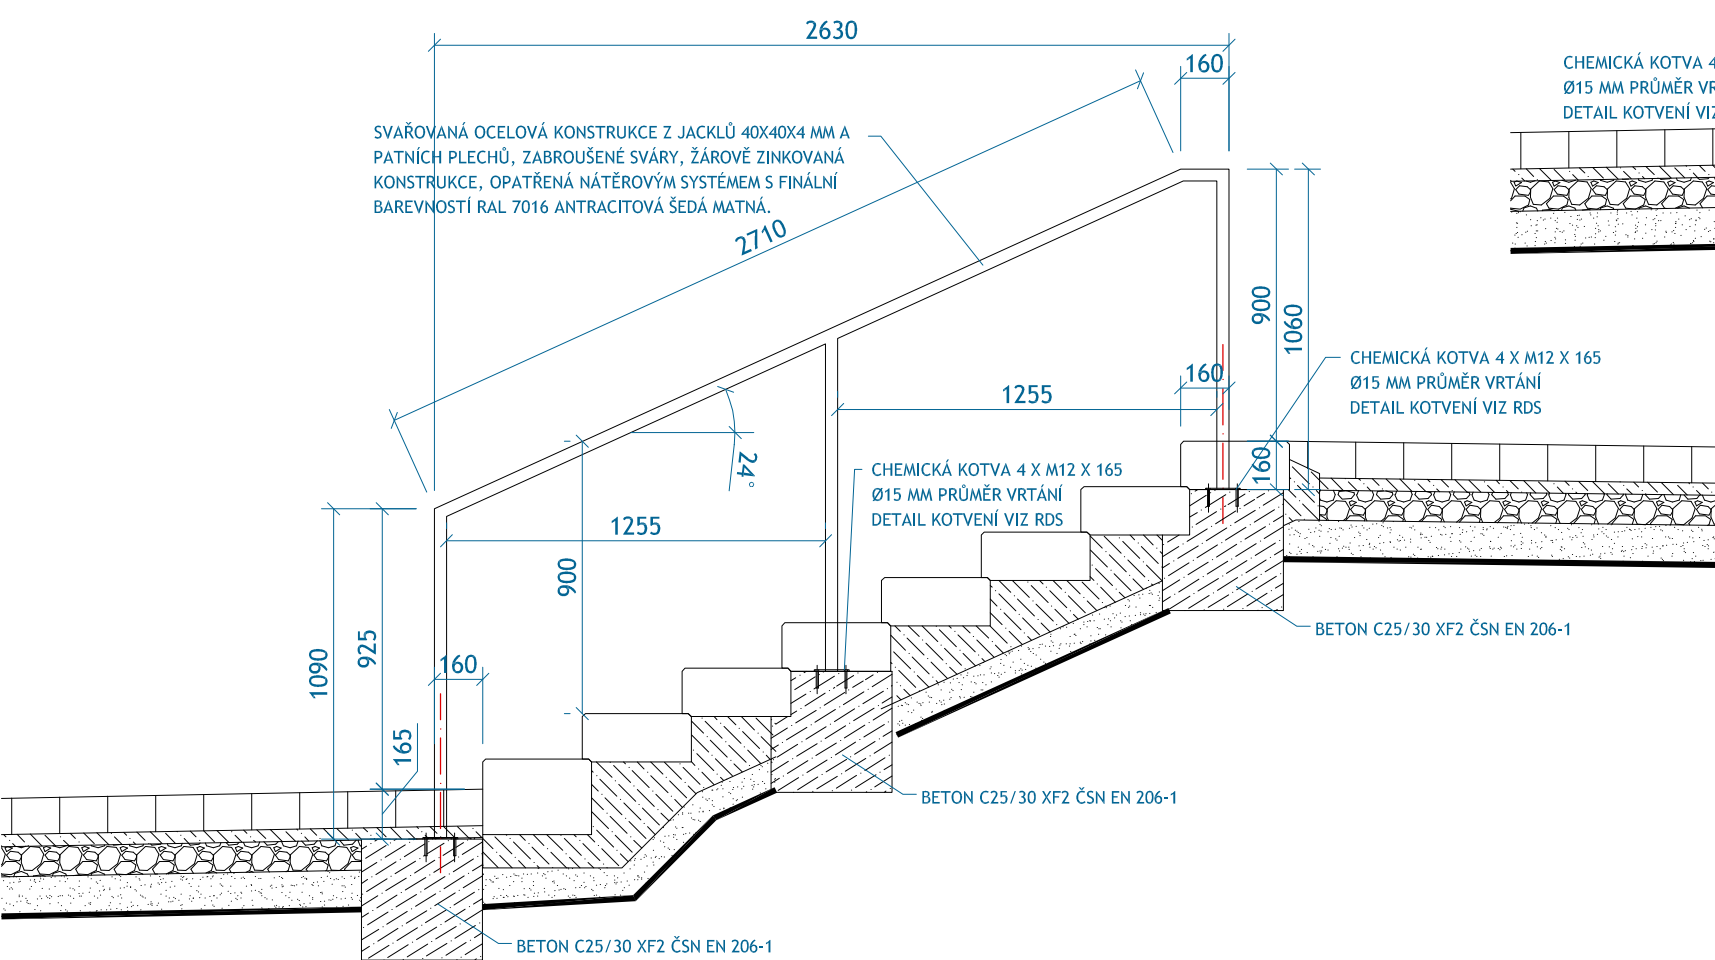 2630
160
CHEMICKÁ KOTVA 4
Ø15 MM PRŮMĚR
DETAIL KOTVENÍ VIZ
SVAŘOVANÁ OCELOVÁ KONSTRUKCE Z JACKLŮ 40X40X4 MM A
PATNÍCH PLECHŮ, ZABROUŠENÉ SVÁRY, ŽÁROVĚ ZINKOVANÁ
KONSTRUKCE, OPATŘENÁ NÁTĚROVÝM SYSTÉMEM S FINÁLNÍ
BAREVNOSTÍ RAL 7016 ANTRACITOVÁ ŠEDÁ MATNÁ.
2710
900
1060
CHEMICKÁ KOTVA 4 X M12 X 165
Ø15 MM PRŮMĚR VRTÁNÍ
DETAIL KOTVENÍ VIZ RDS
160
1255
24°
160
CHEMICKÁ KOTVA 4 X M12 X 165
Ø15 MM PRŮMĚR VRTÁNÍ
DETAIL KOTVENÍ VIZ RDS
1255
900
925
1090
160
165
BETON C25/30 XF2 ČSN EN 206-1
BETON C25/30 XF2 ČSN EN 206-1
BETON C25/30 XF2 ČSN EN 206-1